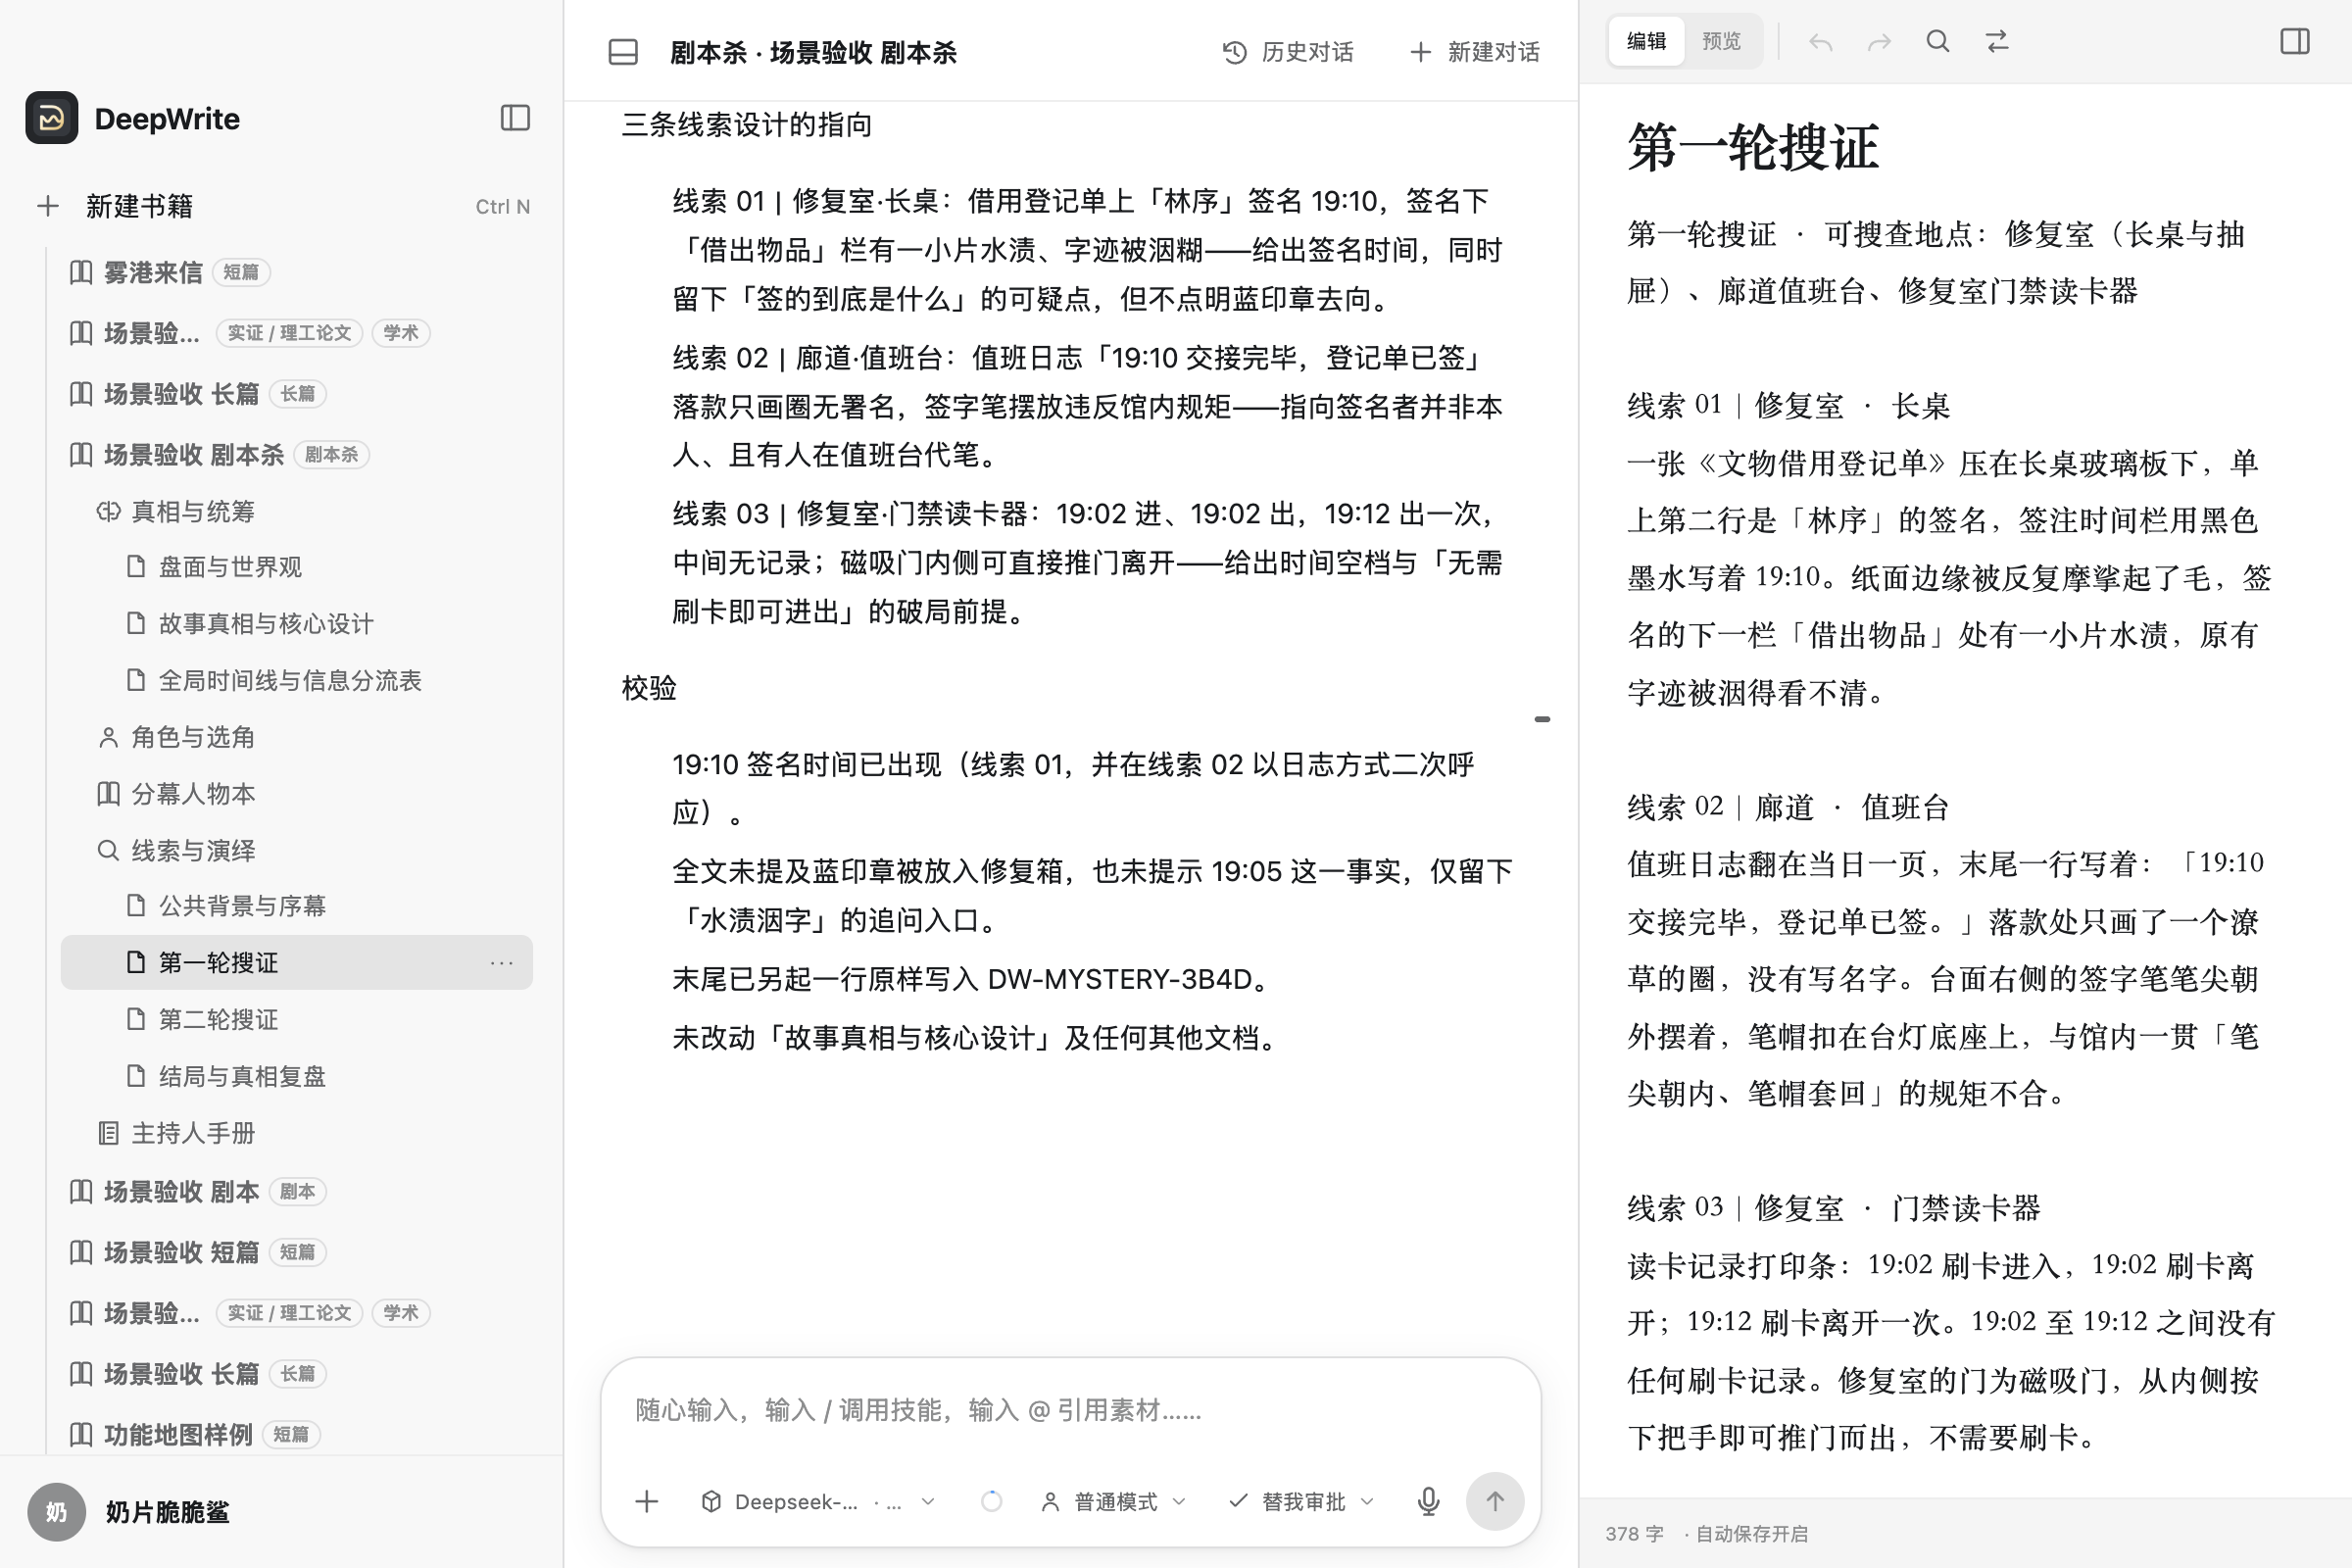 DeepWrite
新建书籍 Ctrl N
雾港来信 短篇
场景验... 实证 / 理工论文 学术
场景验收 长篇 长篇
场景验收 剧本杀 剧本杀
真相与统筹
盘面与世界观
故事真相与核心设计
全局时间线与信息分流表
角色与选角
分幕人物本
线索与演绎
公共背景与序幕
第一轮搜证 ···
第二轮搜证
结局与真相复盘
主持人手册
场景验收 剧本 剧本
场景验收 短篇 短篇
场景验... 实证 / 理工论文 学术
场景验收 长篇 长篇
功能地图样例 短篇
奶 奶片脆脆鲨
剧本杀 · 场景验收 剧本杀 历史对话 新建对话
三条线索设计的指向
线索 01 | 修复室·长桌：借用登记单上「林序」签名 19:10，签名下
「借出物品」栏有一小片水渍、字迹被洇糊——给出签名时间，同时
留下「签的到底是什么」的可疑点，但不点明蓝印章去向。
线索 02 | 廊道·值班台：值班日志「19:10 交接完毕，登记单已签」
落款只画圈无署名，签字笔摆放违反馆内规矩——指向签名者并非本
人、且有人在值班台代笔。
线索 03 | 修复室·门禁读卡器：19:02 进、19:02 出，19:12 出一次，
中间无记录；磁吸门内侧可直接推门离开——给出时间空档与「无需
刷卡即可进出」的破局前提。
校验
19:10 签名时间已出现（线索 01，并在线索 02 以日志方式二次呼
应）。
全文未提及蓝印章被放入修复箱，也未提示 19:05 这一事实，仅留下
「水渍洇字」的追问入口。
末尾已另起一行原样写入 DW-MYSTERY-3B4D。
未改动「故事真相与核心设计」及任何其他文档。
随心输入，输入 / 调用技能，输入 @ 引用素材......
Deepseek-... · ... 普通模式 替我审批
编辑 预览
第一轮搜证
第一轮搜证 · 可搜查地点：修复室（长桌与抽
屉）、廊道值班台、修复室门禁读卡器
线索 01｜修复室 · 长桌
一张《文物借用登记单》压在长桌玻璃板下，单
上第二行是「林序」的签名，签注时间栏用黑色
墨水写着 19:10。纸面边缘被反复摩挲起了毛，签
名的下一栏「借出物品」处有一小片水渍，原有
字迹被洇得看不清。
线索 02｜廊道 · 值班台
值班日志翻在当日一页，末尾一行写着：「19:10
交接完毕，登记单已签。」落款处只画了一个潦
草的圈，没有写名字。台面右侧的签字笔笔尖朝
外摆着，笔帽扣在台灯底座上，与馆内一贯「笔
尖朝内、笔帽套回」的规矩不合。
线索 03｜修复室 · 门禁读卡器
读卡记录打印条：19:02 刷卡进入，19:02 刷卡离
开；19:12 刷卡离开一次。19:02 至 19:12 之间没有
任何刷卡记录。修复室的门为磁吸门，从内侧按
下把手即可推门而出，不需要刷卡。
378 字 · 自动保存开启